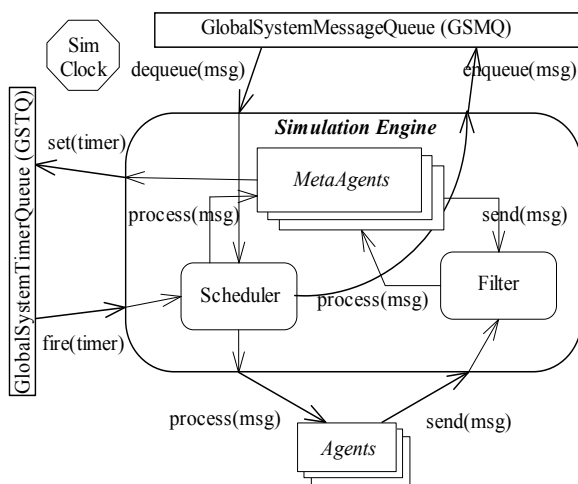 GlobalSystemMessageQueue (GSMQ)
Sim
Clock
dequeue(msg)
enqueue(msg)
GlobalSystemTimerQueue (GSTQ)
Simulation Engine
set(timer)
MetaAgents
process(msg)
send(msg)
Scheduler
process(msg)
Filter
fire(timer)
process(msg)
send(msg)
Agents